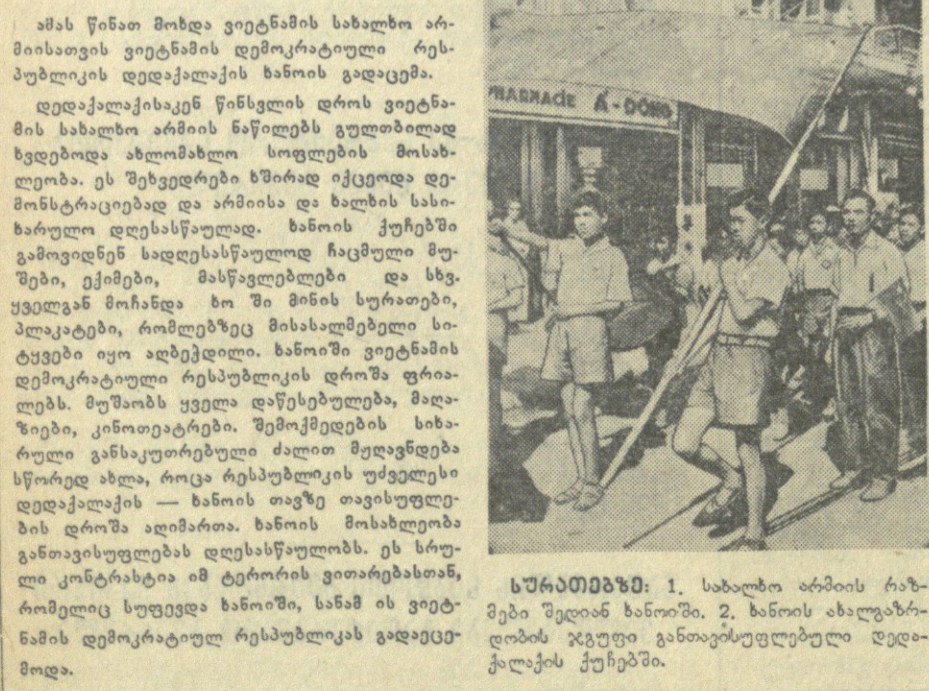 ამას წინათ მოხდა ვიეტნამის სახალხო არ-
მიისათვის ვიეტნამის დემოკრატიული რეს-
პუბლიკის დედაქალაქის ხანოის გადაცემა.
დედაქალაქისაკენ წინსვლის დროს ვიეტნა-
მის სახალხო არმიის ნაწილებს გულთბილად
ხვდებოდა ახლომახლო სოფლების მოსახ-
ლეობა. ეს შეხვედრები ხშირად იქცეოდა დე-
მონსტრაციებად და არმიისა და ხალხის სასი-
ხარულო დღესასწაულად. ხანოის ქუჩებში
გამოვიდნენ სადღესასწაულოდ ჩაცმული მუ-
შები, ექიმები, მასწავლებლები და სხვ.
ყველგან მოჩანდა ხო ში მინის სურათები,
პლაკატები, რომლებზეც მისასალმებელი სი-
ტყვები იყო აღბეჭდილი. ხანოიში ვიეტნამის
დემოკრატიული რესპუბლიკის დროშა ფრია-
ლებს. მუშაობს ყველა დაწესებულება, მაღა-
ზიები, კინოთეატრები. შემოქმედების სიხა-
რული განსაკუთრებული ძალით მჟღავნდება
სწორედ ახლა, როცა რესპუბლიკის უძველესი
დედაქალაქის — ხანოის თავზე თავისუფლე-
ბის დროშა აღიმართა. ხანოის მოსახლეობა
განთავისუფლებას დღესასწაულობს. ეს სრუ-
ლი კონტრასტია იმ ტერორის ვითარებასთან,
რომელიც სუფევდა ხანოიში, სანამ ის ვიეტ-
ნამის დემოკრატიულ რესპუბლიკას გადაეცე-
მოდა.
PHARMACIE Á-DÔNG
სურათებზე: 1. სახალხო არმიის რაზ-
მები შედიან ხანოიში. 2. ხანოის ახალგაზრ-
დობის ჯგუფი განთავისუფლებული დედა-
ქალაქის ქუჩებში.